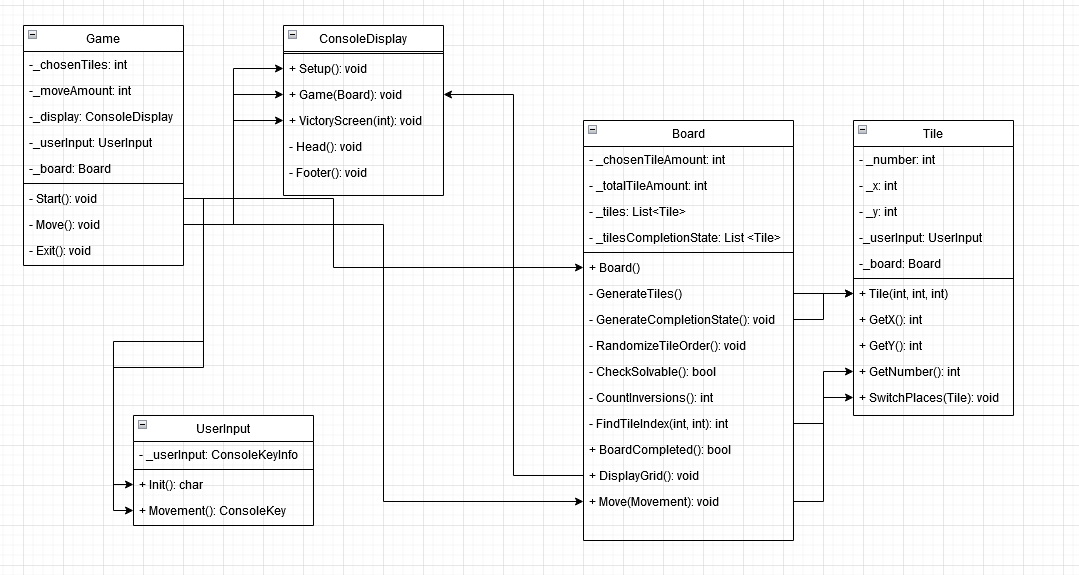 Game
-_chosenTiles: int
-_moveAmount: int
-_display: ConsoleDisplay
-_userInput: UserInput
-_board: Board
- Start(): void
- Move(): void
- Exit(): void
ConsoleDisplay
+ Setup(): void
+ Game(Board): void
+ VictoryScreen(int): void
- Head(): void
- Footer(): void
Board
- _chosenTileAmount: int
- _totalTileAmount: int
- _tiles: List<Tile>
- _tilesCompletionState: List <Tile>
+ Board()
- GenerateTiles()
- GenerateCompletionState(): void
- RandomizeTileOrder(): void
- CheckSolvable(): bool
- CountInversions(): int
- FindTileIndex(int, int): int
+ BoardCompleted(): bool
+ DisplayGrid(): void
+ Move(Movement): void
Tile
- _number: int
- _x: int
- _y: int
-_userInput: UserInput
-_board: Board
+ Tile(int, int, int)
+ GetX(): int
+ GetY(): int
+ GetNumber(): int
+ SwitchPlaces(Tile): void
UserInput
- _userInput: ConsoleKeyInfo
+ Init(): char
+ Movement(): ConsoleKey